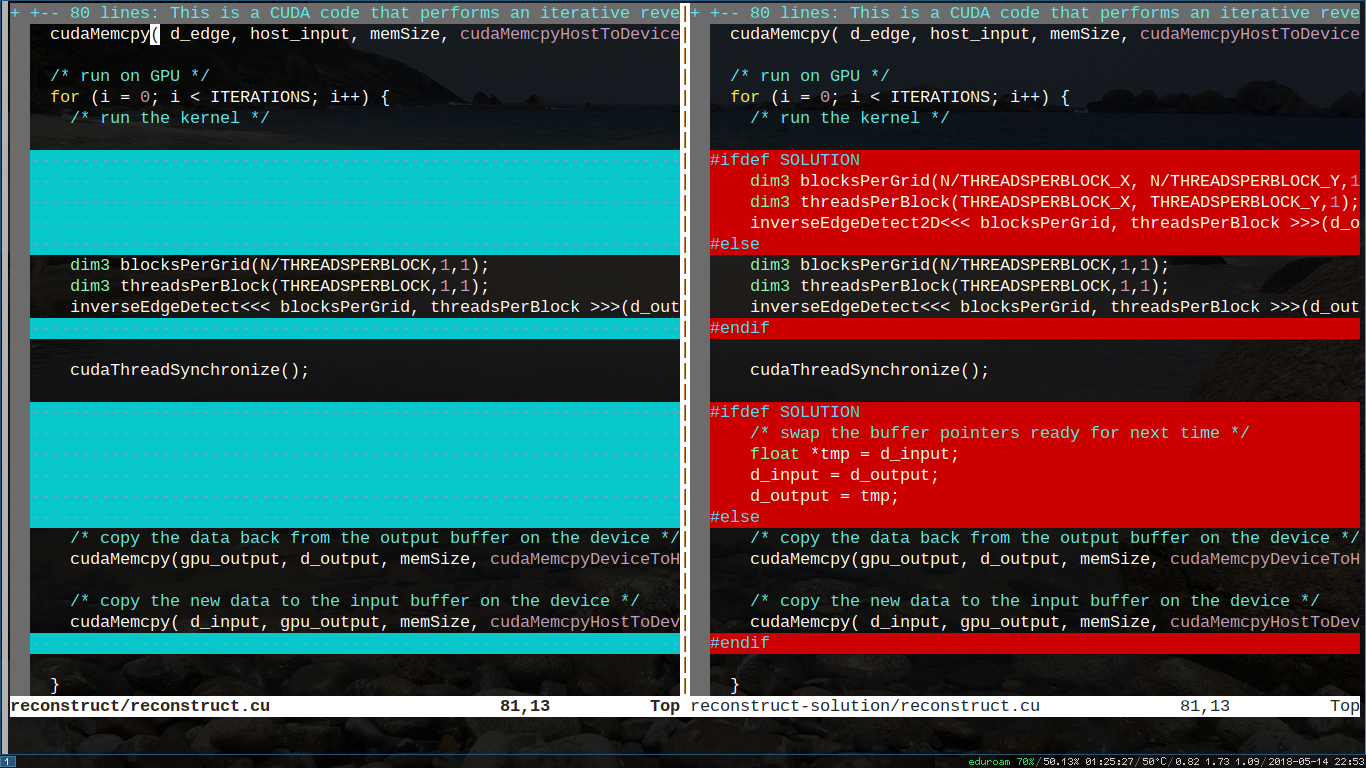 + +-- 80 lines: This is a CUDA code that performs an iterative reve
cudaMemcpy( d_edge, host_input, memSize, cudaMemcpyHostToDevice
/* run on GPU */
for (i = 0; i < ITERATIONS; i++) {
/* run the kernel */
dim3 blocksPerGrid(N/THREADSPERBLOCK,1,1);
dim3 threadsPerBlock(THREADSPERBLOCK,1,1);
inverseEdgeDetect<<< blocksPerGrid, threadsPerBlock >>>(d_out
cudaThreadSynchronize();
/* copy the data back from the output buffer on the device */
cudaMemcpy(gpu_output, d_output, memSize, cudaMemcpyDeviceToH
/* copy the new data to the input buffer on the device */
cudaMemcpy( d_input, gpu_output, memSize, cudaMemcpyHostToDev
}
reconstruct/reconstruct.cu 81,13 Top
+ +-- 80 lines: This is a CUDA code that performs an iterative reve
cudaMemcpy( d_edge, host_input, memSize, cudaMemcpyHostToDevice
/* run on GPU */
for (i = 0; i < ITERATIONS; i++) {
/* run the kernel */
#ifdef SOLUTION
dim3 blocksPerGrid(N/THREADSPERBLOCK_X, N/THREADSPERBLOCK_Y,1
dim3 threadsPerBlock(THREADSPERBLOCK_X, THREADSPERBLOCK_Y,1);
inverseEdgeDetect2D<<< blocksPerGrid, threadsPerBlock >>>(d_o
#else
dim3 blocksPerGrid(N/THREADSPERBLOCK,1,1);
dim3 threadsPerBlock(THREADSPERBLOCK,1,1);
inverseEdgeDetect<<< blocksPerGrid, threadsPerBlock >>>(d_out
#endif
cudaThreadSynchronize();
#ifdef SOLUTION
/* swap the buffer pointers ready for next time */
float *tmp = d_input;
d_input = d_output;
d_output = tmp;
#else
/* copy the data back from the output buffer on the device */
cudaMemcpy(gpu_output, d_output, memSize, cudaMemcpyDeviceToH
/* copy the new data to the input buffer on the device */
cudaMemcpy( d_input, gpu_output, memSize, cudaMemcpyHostToDev
#endif
}
reconstruct-solution/reconstruct.cu 81,13 Top
1
eduroam 70%/50.13% 01:25:27/50°C/0.82 1.73 1.09/2018-05-14 22:53